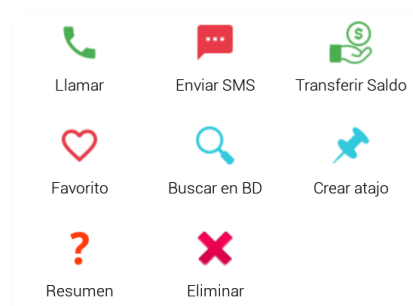 Llamar
Enviar SMS
Transferir Saldo
Favorito
Buscar en BD
Crear atajo
Resumen
Eliminar